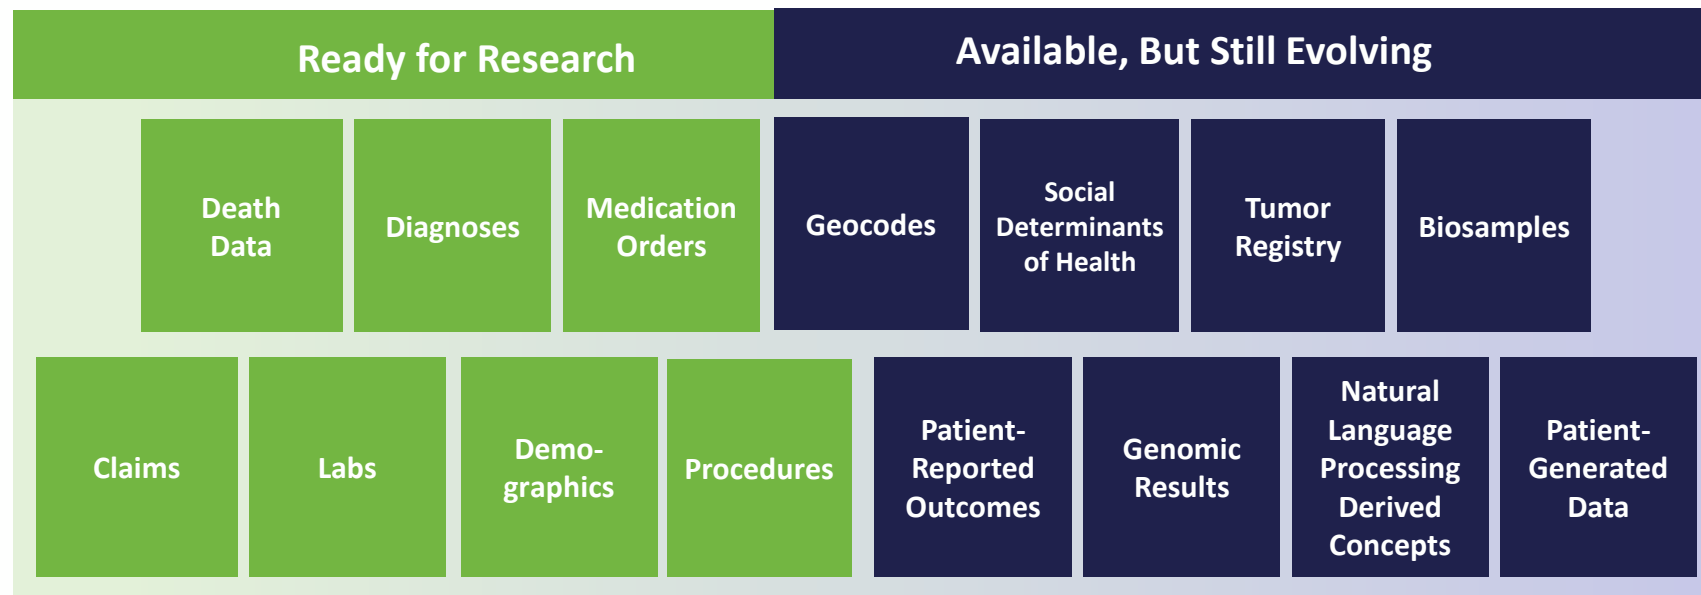 Ready for Research
Available, But Still Evolving
Death
Data
Diagnoses
Medication
Orders
Geocodes
Social
Determinants
of Health
Tumor
Registry
Biosamples
Claims
Labs
Demo-
graphics
Procedures
Patient-
Reported
Outcomes
Genomic
Results
Natural
Language
Processing
Derived
Concepts
Patient-
Generated
Data